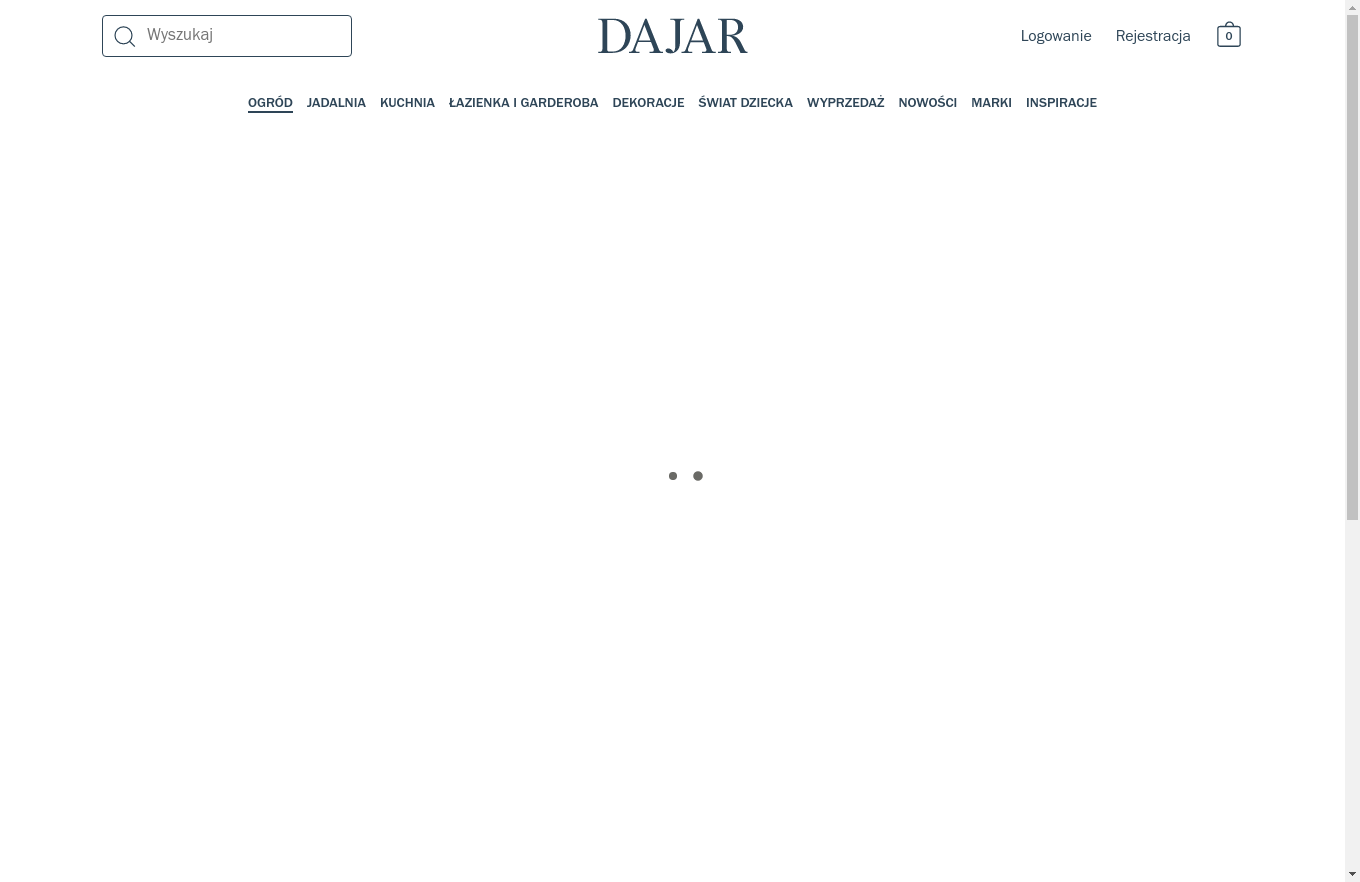 Wyszukaj
DAJAR
Logowanie
Rejestracja
0
OGRÓD JADALNIA KUCHNIA ŁAZIENKA I GARDEROBA DEKORACJE ŚWIAT DZIECKA WYPRZEDAŻ NOWOŚCI MARKI INSPIRACJE